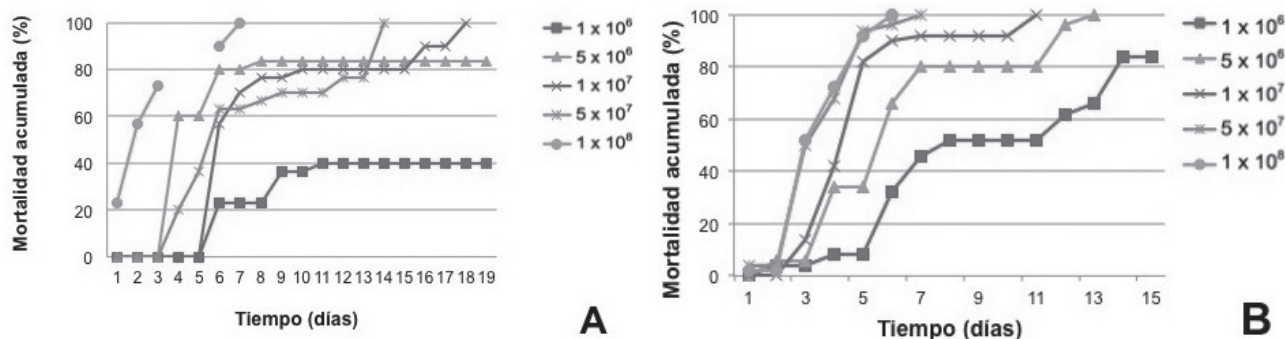 Mortalidad acumulada (%)
100
80
60
40
20
0
1 2 3 4 5 6 7 8 9 10 11 12 13 14 15 16 17 18 19
Tiempo (días)
1 x 10⁶
5 x 10⁶
1 x 10⁷
5 x 10⁷
1 x 10⁸
A
Mortalidad acumulada (%)
100
80
60
40
20
0
1 3 5 7 9 11 13 15
Tiempo (días)
1 x 10⁶
5 x 10⁶
1 x 10⁷
5 x 10⁷
1 x 10⁸
B